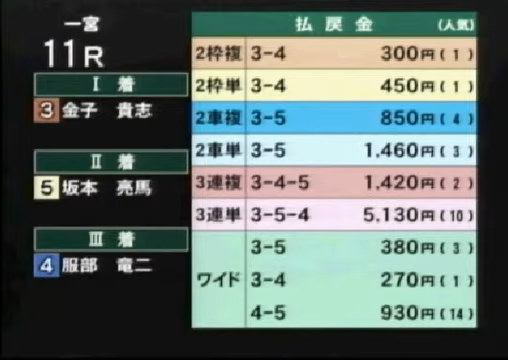 一宮
11R
I 着
3 金子 貴志
II 着
5 坂本 亮馬
III 着
4 服部 竜二
払戻金 (人気)
2枠複 3-4 300円(1)
2枠単 3-4 450円(1)
2車複 3-5 850円(4)
2車単 3-5 1.460円(3)
3連複 3-4-5 1.420円(2)
3連単 3-5-4 5.130円(10)
ワイド 3-5 380円(3)
3-4 270円(1)
4-5 930円(14)